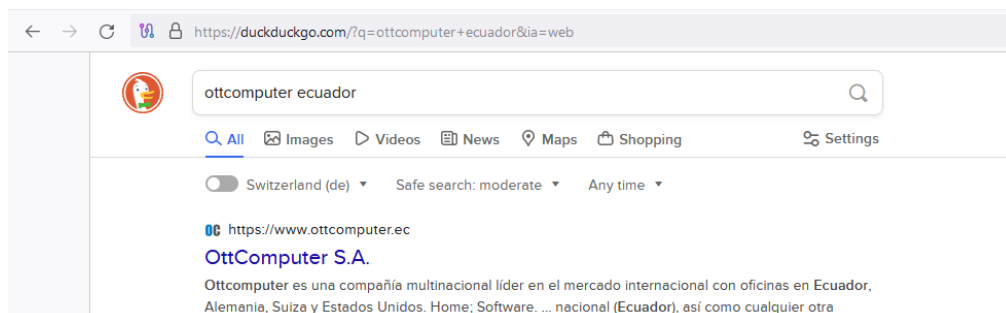 https://duckduckgo.com/?q=ottcomputer+ecuador&ia=web
ottcomputer ecuador
All Images Videos News Maps Shopping Settings
Switzerland (de) Safe search: moderate Any time
OC https://www.ottcomputer.ec
OttComputer S.A.
Ottcomputer es una compañía multinacional líder en el mercado internacional con oficinas en Ecuador,
Alemania, Suiza y Estados Unidos. Home; Software. ... nacional (Ecuador), así como cualquier otra